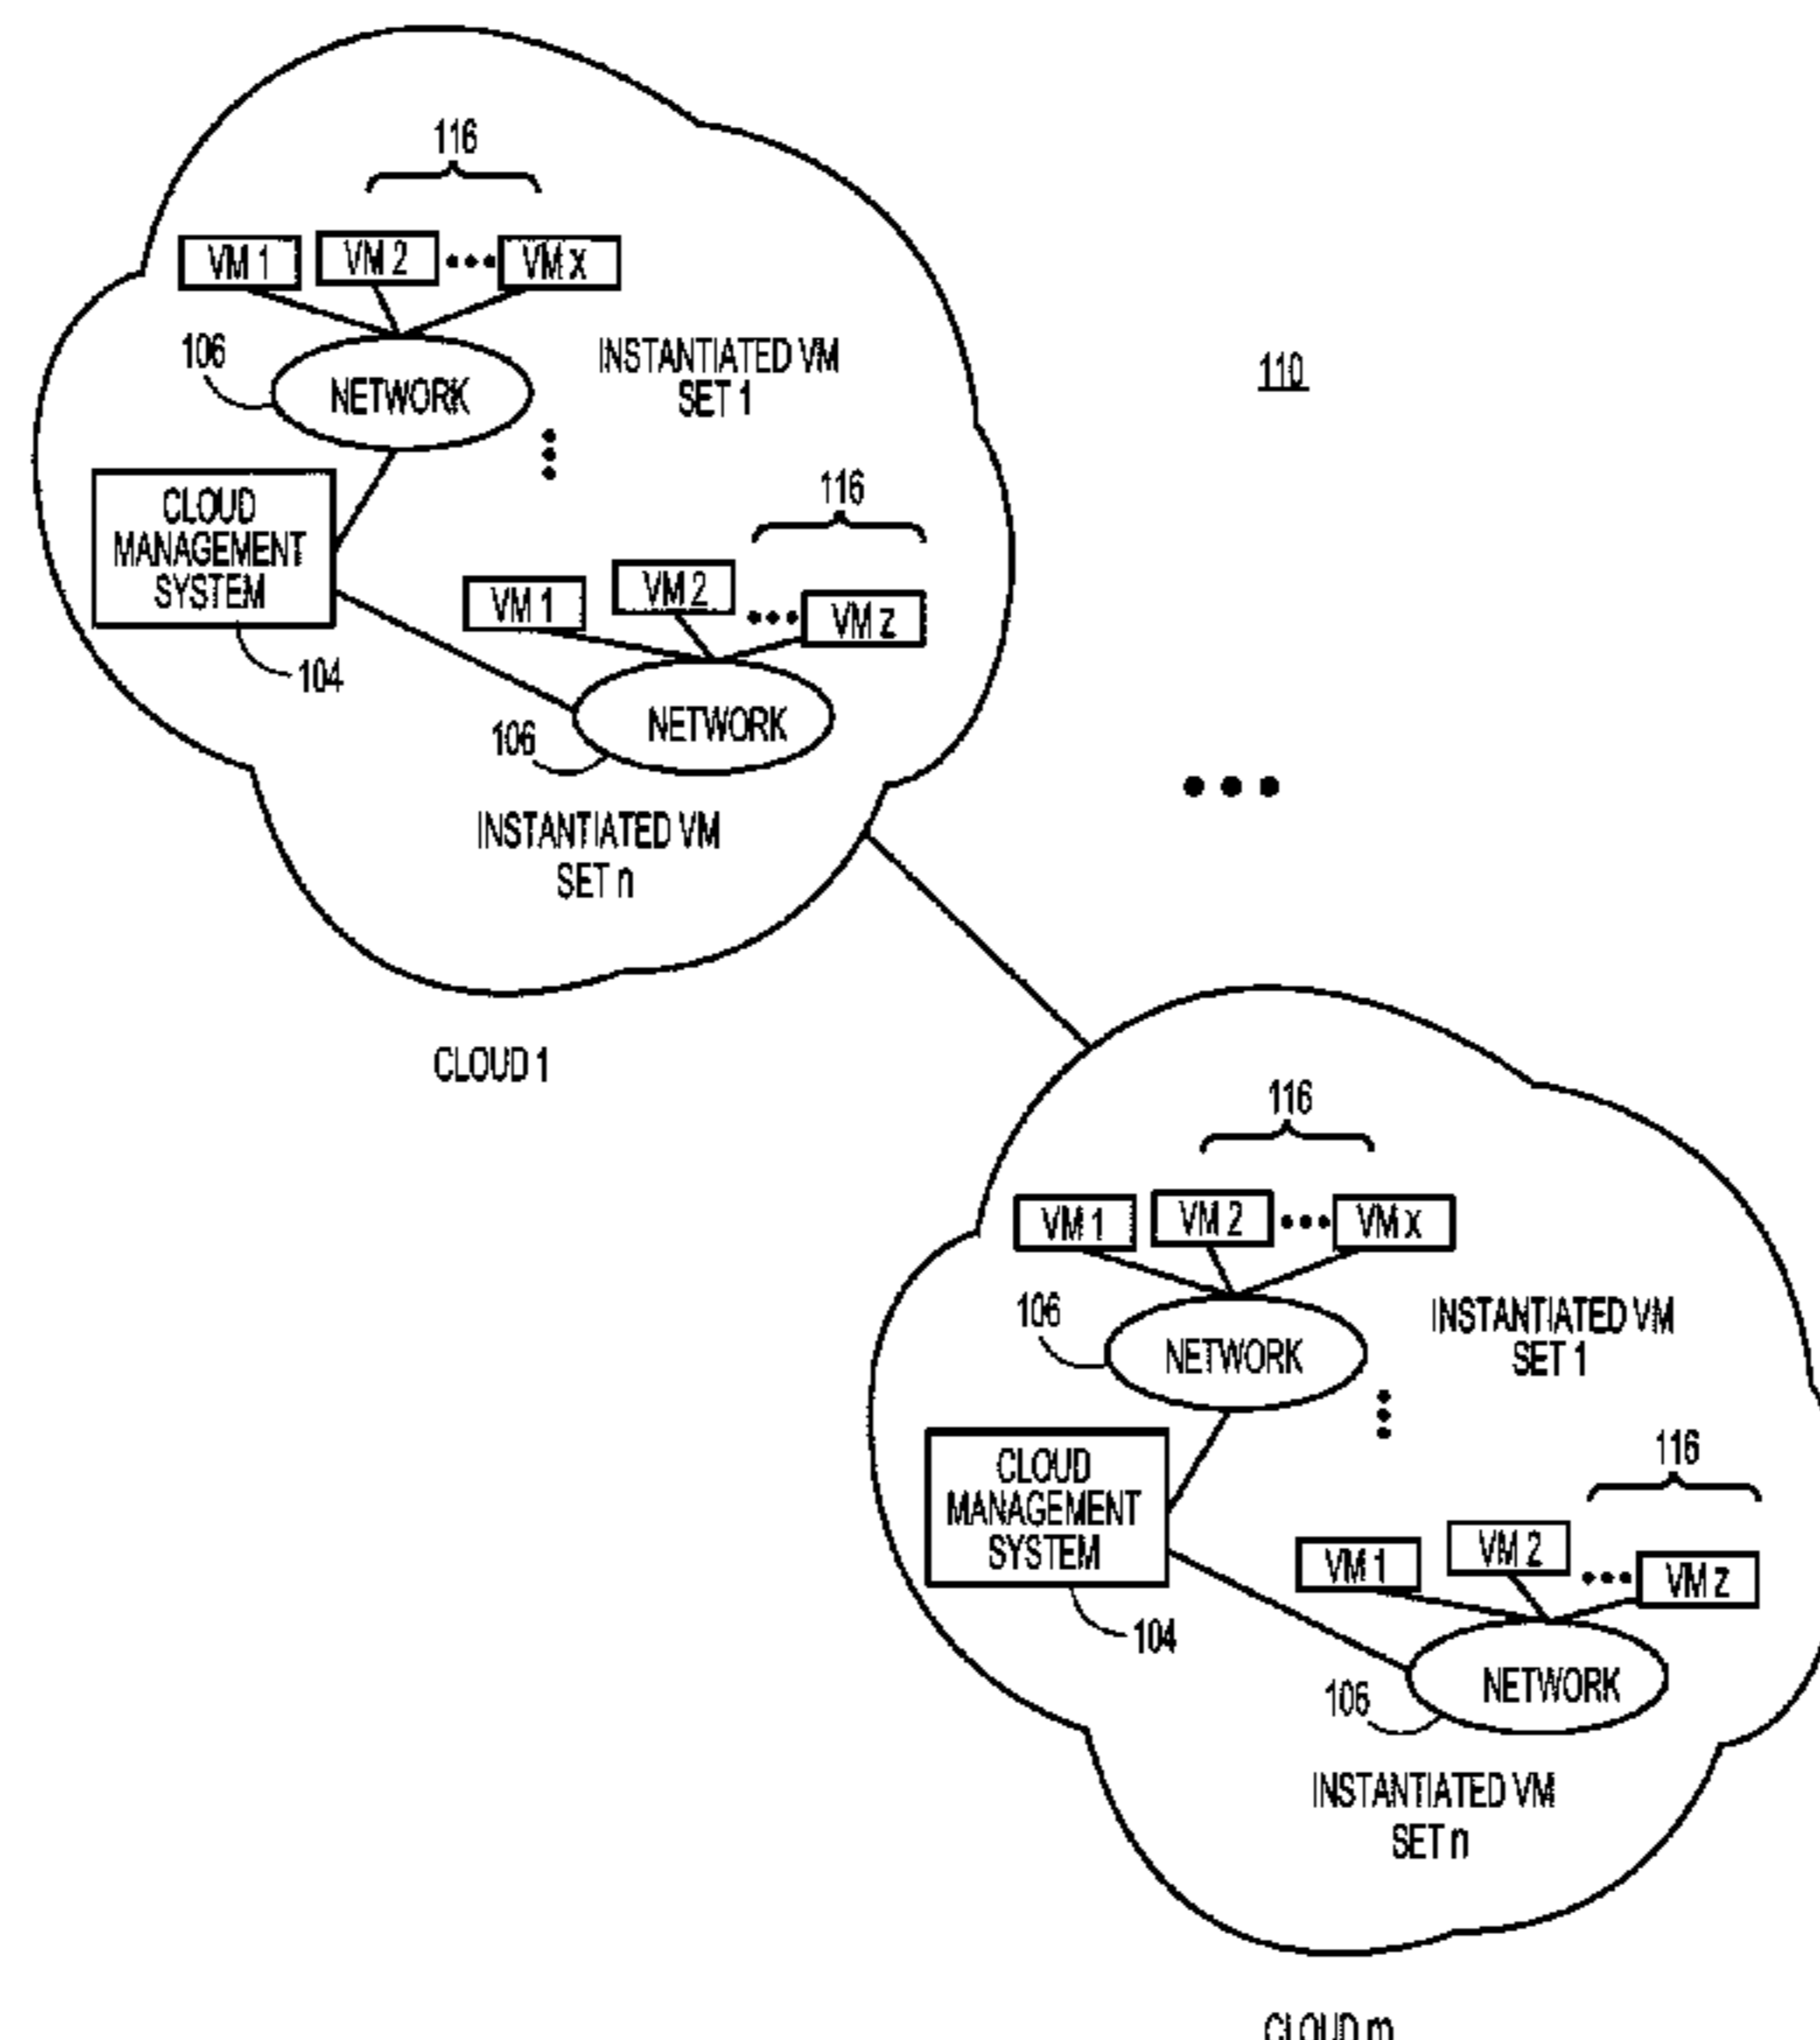 116
VM 1 VM 2 ••• VM X
106
INSTANTIATED VM
SET 1
NETWORK
110
CLOUD
MANAGEMENT
SYSTEM
116
VM 1 VM 2 ••• VM Z
104
NETWORK
106
INSTANTIATED VM
SET n
•••
CLOUD 1
116
VM 1 VM 2 ••• VM X
106
INSTANTIATED VM
SET 1
NETWORK
CLOUD
MANAGEMENT
SYSTEM
116
VM 1 VM 2 ••• VM Z
104
NETWORK
106
INSTANTIATED VM
SET n
CLOUD m